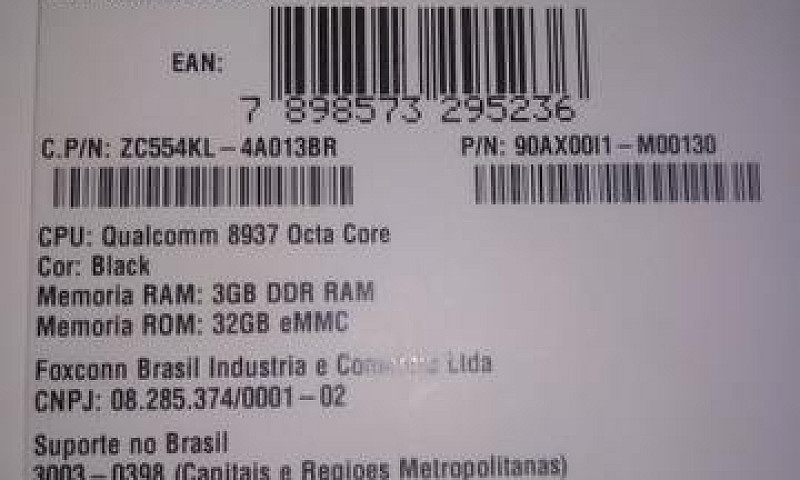 EAN:
7 898573 295236
C.P/N: ZC554KL-4A013BR P/N: 90AX00I1-M00130
CPU: Qualcomm 8937 Octa Core
Cor: Black
Memoria RAM: 3GB DDR RAM
Memoria ROM: 32GB eMMC
Foxconn Brasil Industria e Ltda
CNPJ: 08.285.374/0001-02
Suporte no Brasil
3003-0398 (Capitais e Regioes Metropolitanas)